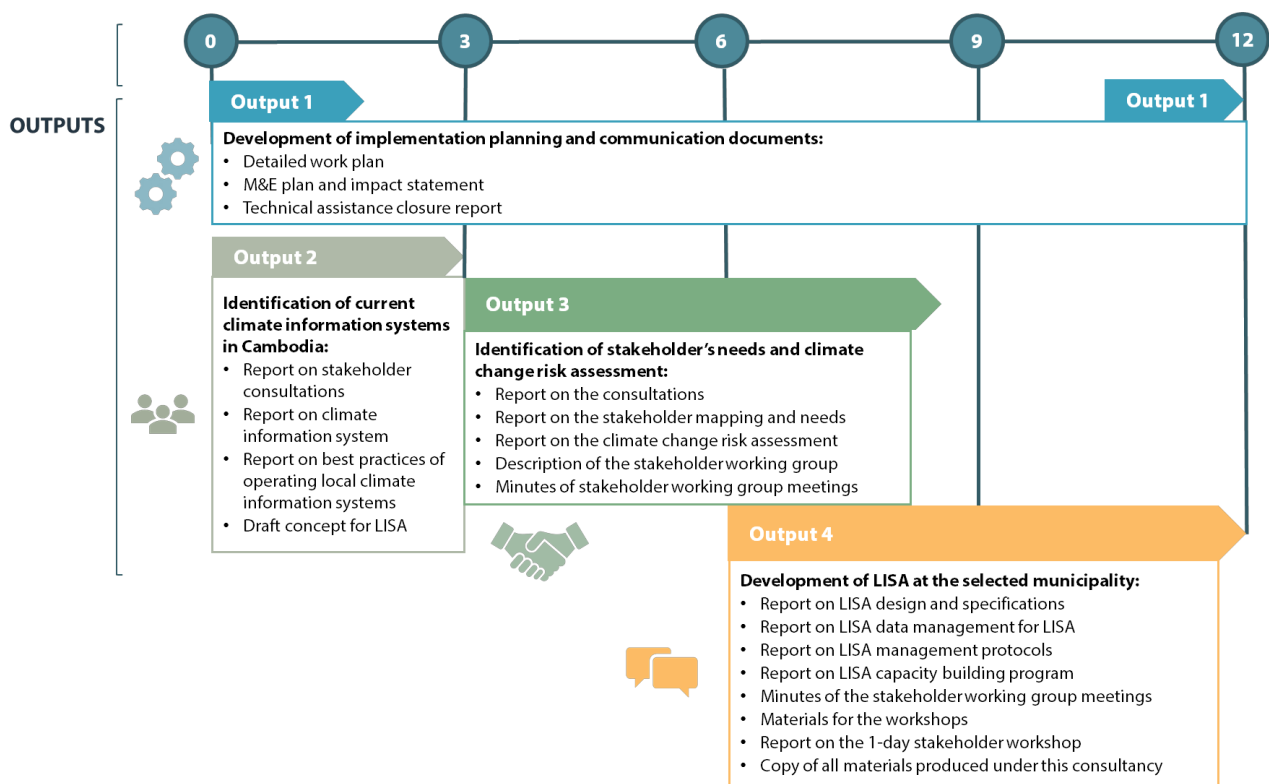 0
3
6
9
12
OUTPUTS
Output 1
Output 1
Development of implementation planning and communication documents:
• Detailed work plan
• M&E plan and impact statement
• Technical assistance closure report
Output 2
Identification of current
climate information systems
in Cambodia:
• Report on stakeholder
consultations
• Report on climate
information system
• Report on best practices of
operating local climate
information systems
• Draft concept for LISA
Output 3
Identification of stakeholder’s needs and climate
change risk assessment:
• Report on the consultations
• Report on the stakeholder mapping and needs
• Report on the climate change risk assessment
• Description of the stakeholder working group
• Minutes of stakeholder working group meetings
Output 4
Development of LISA at the selected municipality:
• Report on LISA design and specifications
• Report on LISA data management for LISA
• Report on LISA management protocols
• Report on LISA capacity building program
• Minutes of the stakeholder working group meetings
• Materials for the workshops
• Report on the 1-day stakeholder workshop
• Copy of all materials produced under this consultancy